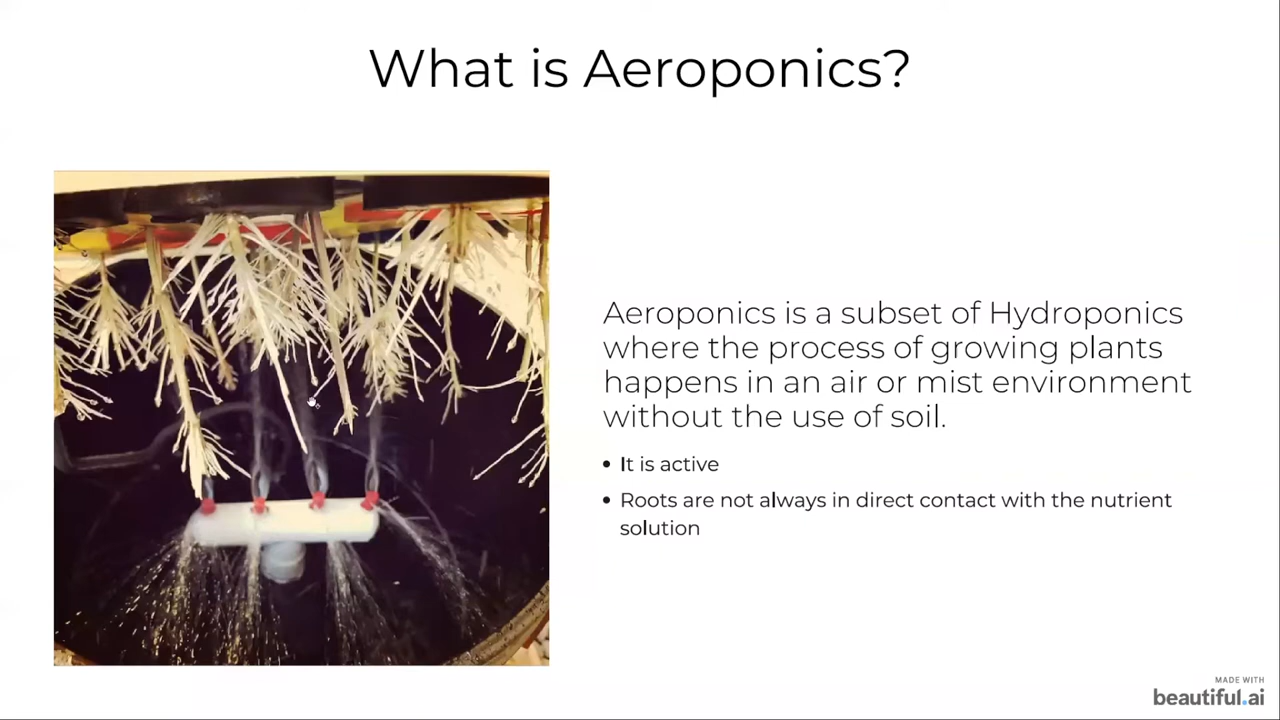 What is Aeroponics?
Aeroponics is a subset of Hydroponics
where the process of growing plants
happens in an air or mist environment
without the use of soil.
• It is active
• Roots are not always in direct contact with the nutrient
solution
MADE WITH
beautiful.ai